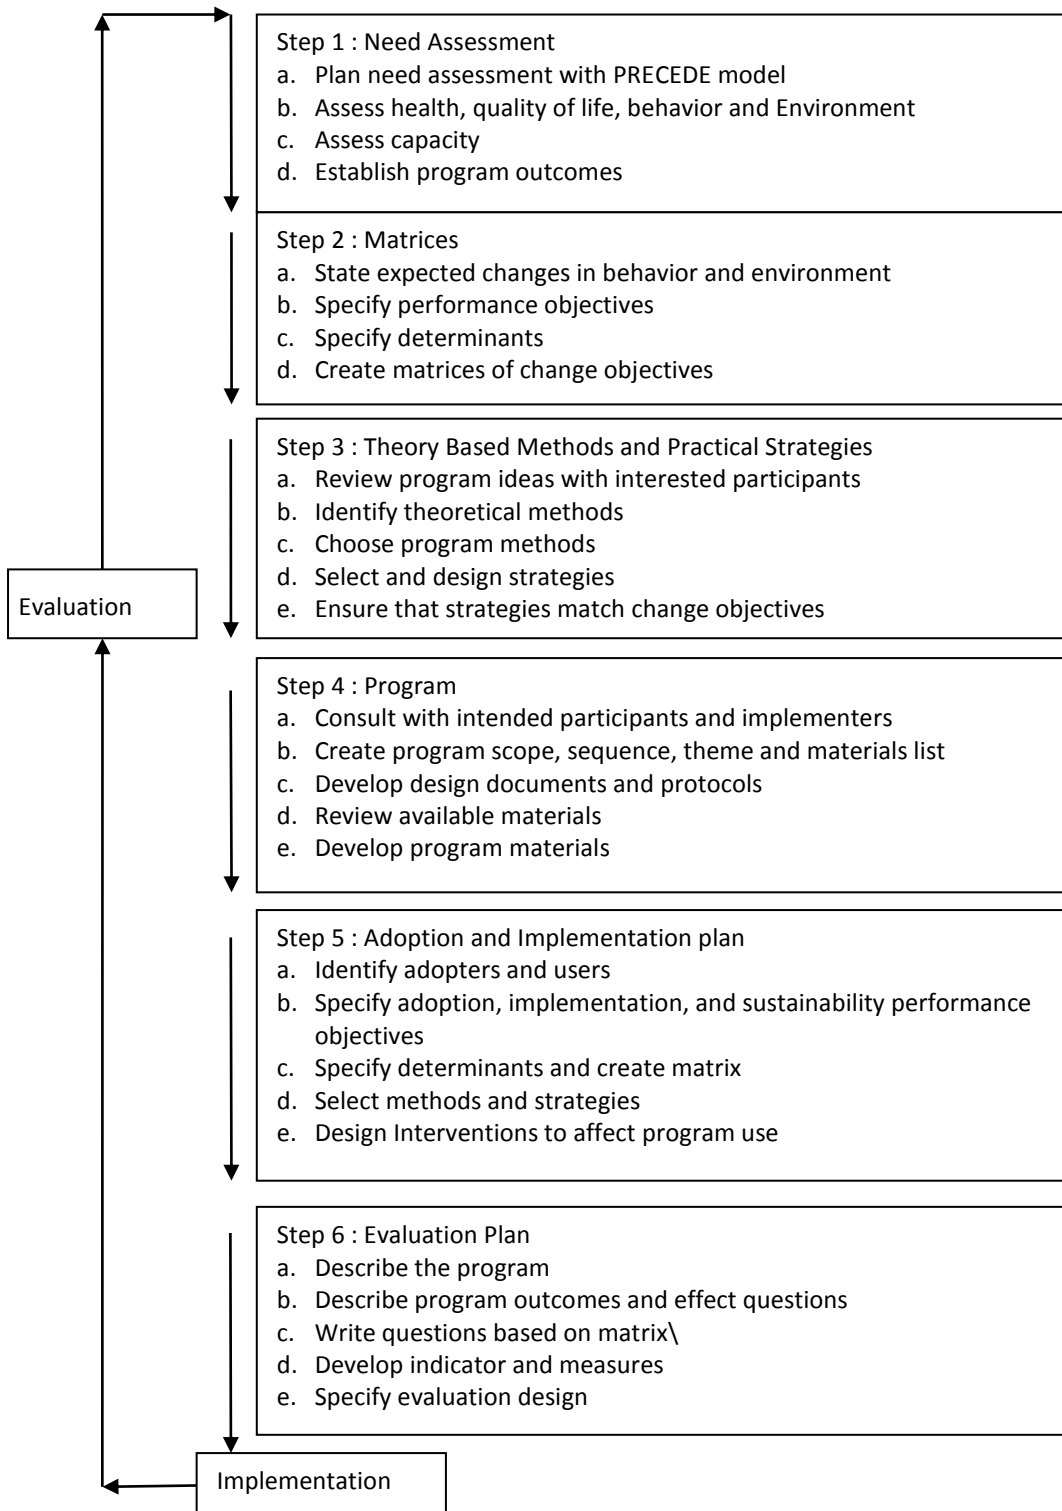 Step 1 : Need Assessment
a. Plan need assessment with PRECEDE model
b. Assess health, quality of life, behavior and Environment
c. Assess capacity
d. Establish program outcomes
Step 2 : Matrices
a. State expected changes in behavior and environment
b. Specify performance objectives
c. Specify determinants
d. Create matrices of change objectives
Step 3 : Theory Based Methods and Practical Strategies
a. Review program ideas with interested participants
b. Identify theoretical methods
c. Choose program methods
d. Select and design strategies
e. Ensure that strategies match change objectives
Evaluation
Step 4 : Program
a. Consult with intended participants and implementers
b. Create program scope, sequence, theme and materials list
c. Develop design documents and protocols
d. Review available materials
e. Develop program materials
Step 5 : Adoption and Implementation plan
a. Identify adopters and users
b. Specify adoption, implementation, and sustainability performance
objectives
c. Specify determinants and create matrix
d. Select methods and strategies
e. Design Interventions to affect program use
Step 6 : Evaluation Plan
a. Describe the program
b. Describe program outcomes and effect questions
c. Write questions based on matrix\
d. Develop indicator and measures
e. Specify evaluation design
Implementation